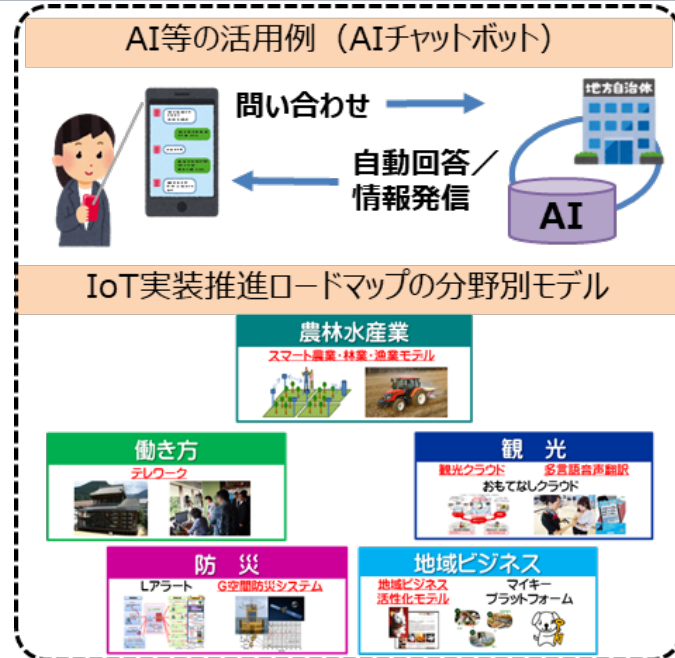 AI等の活用例（AIチャットボット）
地方自治体
問い合わせ
自動回答／
情報発信
AI
IoT実装推進ロードマップの分野別モデル
農林水産業
スマート農業・林業・漁業モデル
働き方
テレワーク
観 光
観光クラウド 多言語音声翻訳
おもてなしクラウド
防 災
Lアラート G空間防災システム
地域ビジネス
地域ビジネス
活性化モデル
マイキー
プラットフォーム